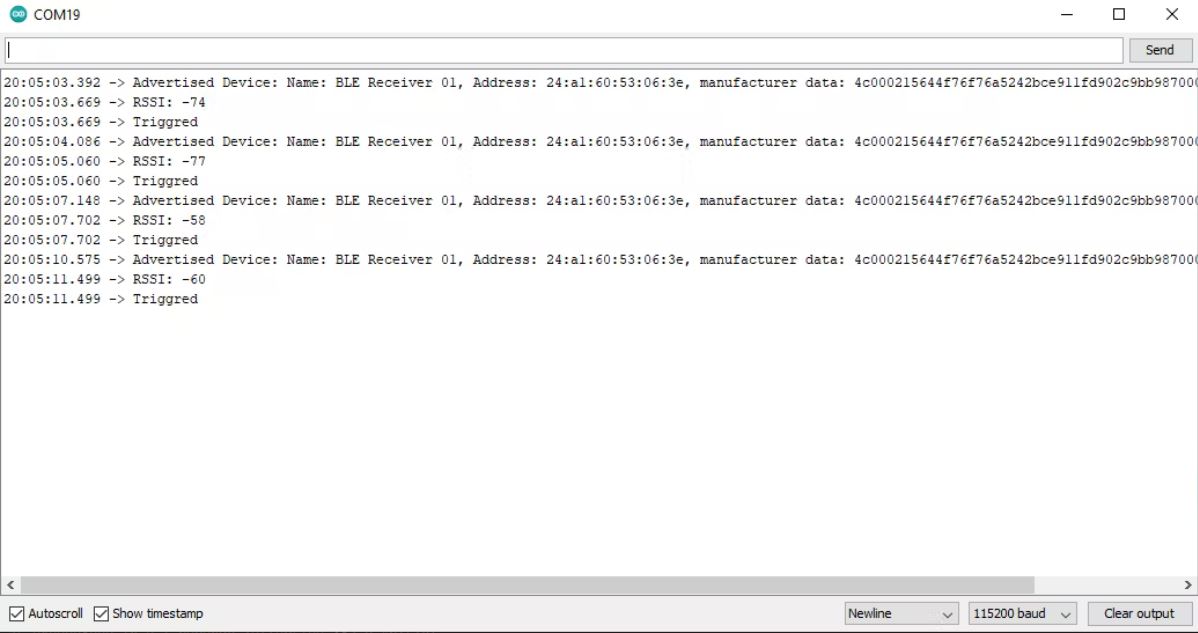 COM19
Send
20:05:03.392 -> Advertised Device: Name: BLE Receiver 01, Address: 24:a1:60:53:06:3e, manufacturer data: 4c000215644f76f76a5242bce911fd902c9bb987000
20:05:03.669 -> RSSI: -74
20:05:03.669 -> Triggred
20:05:04.086 -> Advertised Device: Name: BLE Receiver 01, Address: 24:a1:60:53:06:3e, manufacturer data: 4c000215644f76f76a5242bce911fd902c9bb987000
20:05:05.060 -> RSSI: -77
20:05:05.060 -> Triggred
20:05:07.148 -> Advertised Device: Name: BLE Receiver 01, Address: 24:a1:60:53:06:3e, manufacturer data: 4c000215644f76f76a5242bce911fd902c9bb987000
20:05:07.702 -> RSSI: -58
20:05:07.702 -> Triggred
20:05:10.575 -> Advertised Device: Name: BLE Receiver 01, Address: 24:a1:60:53:06:3e, manufacturer data: 4c000215644f76f76a5242bce911fd902c9bb987000
20:05:11.499 -> RSSI: -60
20:05:11.499 -> Triggred
Autoscroll Show timestamp Newline 115200 baud Clear output